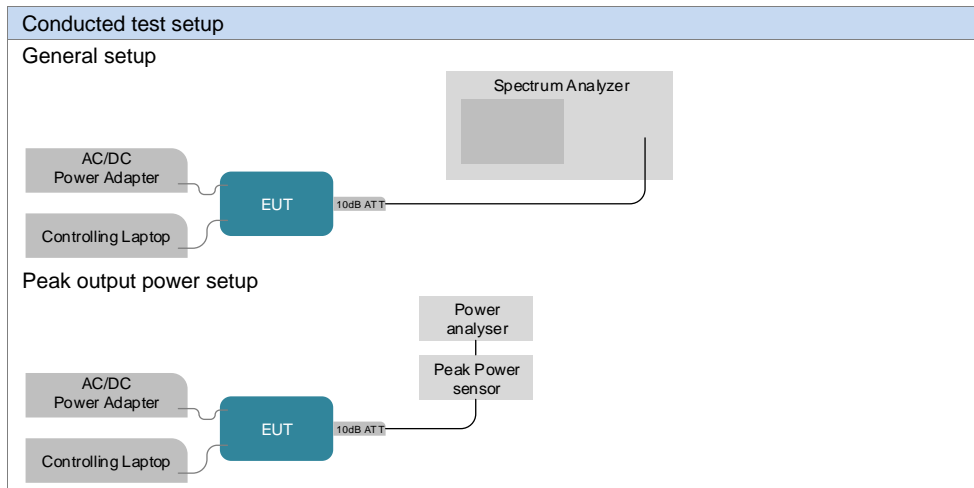 Conducted test setup
General setup
Spectrum Analyzer
AC/DC
Power Adapter
EUT
10dB ATT
Controlling Laptop
Peak output power setup
Power
analyser
Peak Power
sensor
AC/DC
Power Adapter
EUT
10dB ATT
Controlling Laptop